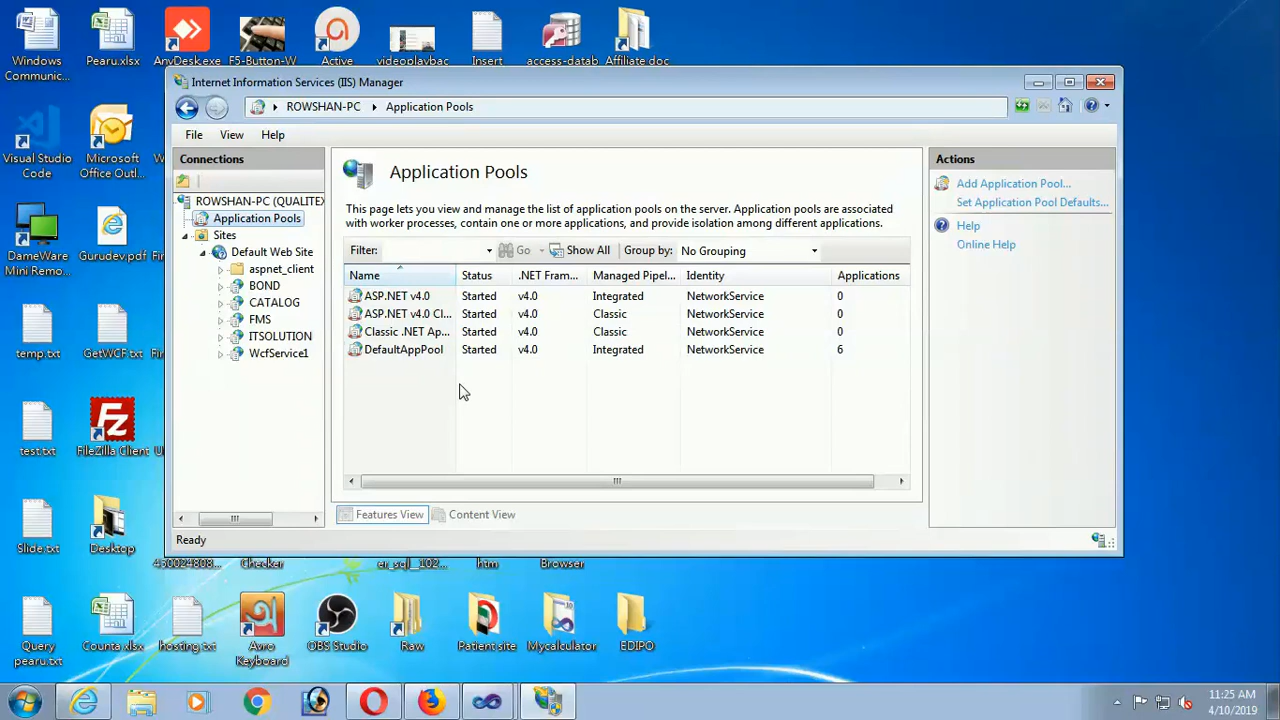 Windows Communic...
Pearu.xlsx
AnyDesk.exe
F5-Button-W
Active
videoplaybac
Insert
access-datab
Affiliate doc
Internet Information Services (IIS) Manager
ROWSHAN-PC
Application Pools
File
View
Help
Connections
ROWSHAN-PC (QUALITEX
Application Pools
Sites
Default Web Site
aspnet_client
BOND
CATALOG
FMS
ITSOLUTION
WcfService1
Application Pools
This page lets you view and manage the list of application pools on the server. Application pools are associated
with worker processes, contain one or more applications, and provide isolation among different applications.
Filter:
Go
Show All
Group by:
No Grouping
Name Status .NET Fram... Managed Pipel... Identity Applications
ASP.NET v4.0 Started v4.0 Integrated NetworkService 0
ASP.NET v4.0 Cl... Started v4.0 Classic NetworkService 0
Classic .NET Ap... Started v4.0 Classic NetworkService 0
DefaultAppPool Started v4.0 Integrated NetworkService 6
Features View
Content View
Ready
Actions
Add Application Pool...
Set Application Pool Defaults...
Help
Online Help
Visual Studio Code
Microsoft Office Outl...
DameWare Mini Remo...
Gurudev.pdf
temp.txt
GetWCF.txt
test.txt
FileZilla Client
Slide.txt
Desktop
Checker
htm
Browser
Query pearu.txt
Counta.xlsx
hosting.txt
Avro Keyboard
OBS Studio
Raw
Patient site
Mycalculator
EDIPO
11:25 AM
4/10/2019